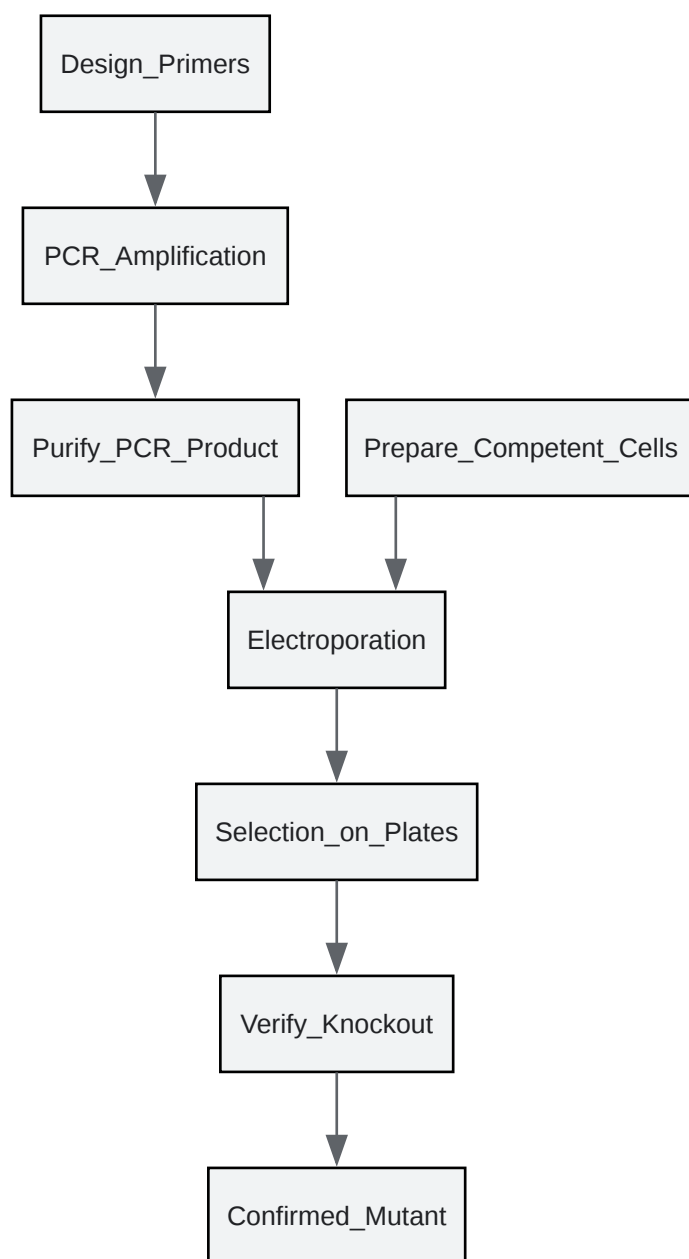 Design_Primers
PCR_Amplification
Purify_PCR_Product
Prepare_Competent_Cells
Electroporation
Selection_on_Plates
Verify_Knockout
Confirmed_Mutant